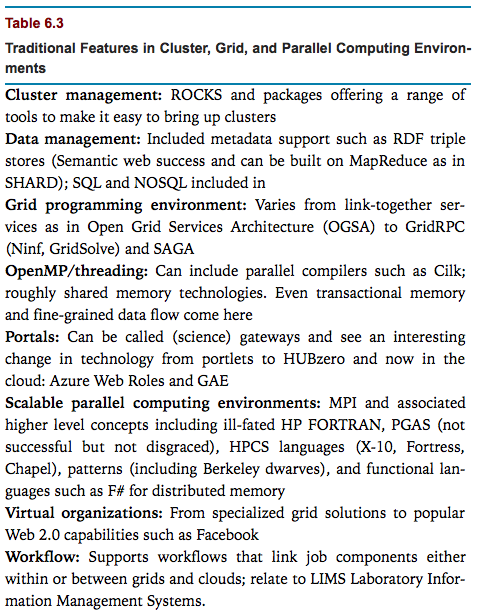 Table 6.3
Traditional Features in Cluster, Grid, and Parallel Computing Environ-
ments
Cluster management: ROCKS and packages offering a range of
tools to make it easy to bring up clusters
Data management: Included metadata support such as RDF triple
stores (Semantic web success and can be built on MapReduce as in
SHARD); SQL and NOSQL included in
Grid programming environment: Varies from link-together ser-
vices as in Open Grid Services Architecture (OGSA) to GridRPC
(Ninf, GridSolve) and SAGA
OpenMP/threading: Can include parallel compilers such as Cilk;
roughly shared memory technologies. Even transactional memory
and fine-grained data flow come here
Portals: Can be called (science) gateways and see an interesting
change in technology from portlets to HUBzero and now in the
cloud: Azure Web Roles and GAE
Scalable parallel computing environments: MPI and associated
higher level concepts including ill-fated HP FORTRAN, PGAS (not
successful but not disgraced), HPCS languages (X-10, Fortress,
Chapel), patterns (including Berkeley dwarves), and functional lan-
guages such as F# for distributed memory
Virtual organizations: From specialized grid solutions to popular
Web 2.0 capabilities such as Facebook
Workflow: Supports workflows that link job components either
within or between grids and clouds; relate to LIMS Laboratory Infor-
mation Management Systems.